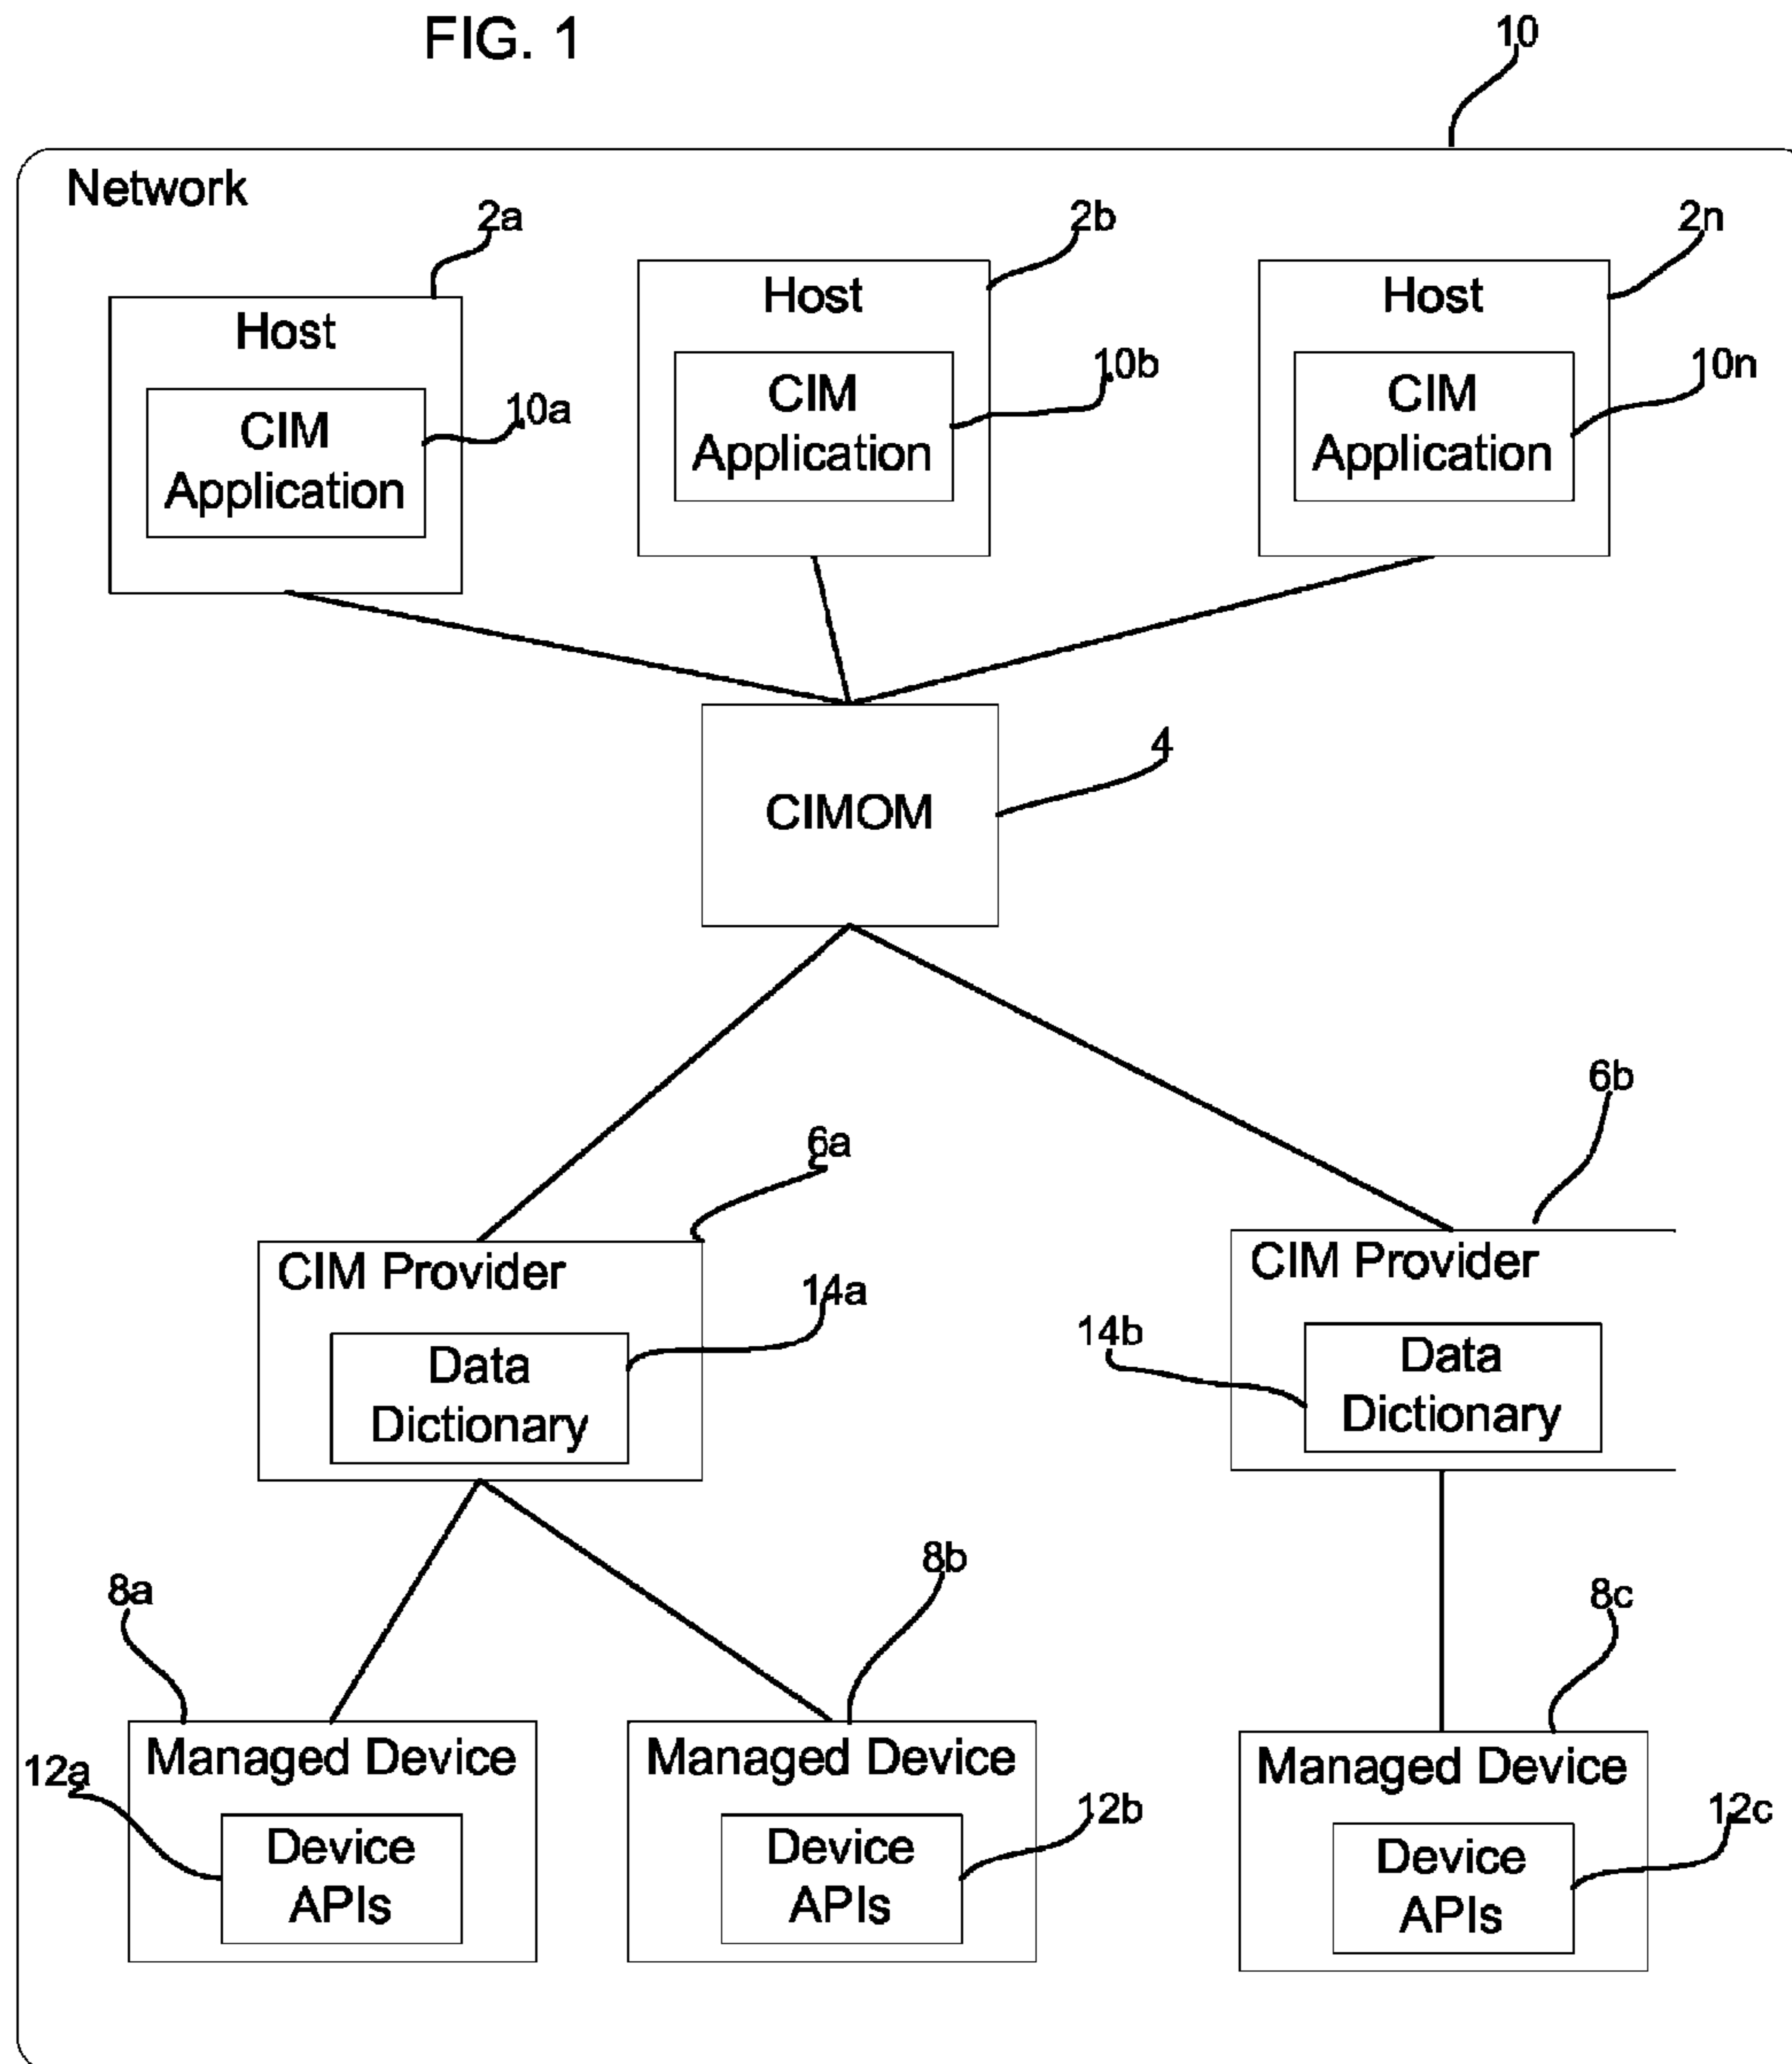 FIG. 1
10
Network
2a
2b
2n
Host
Host
Host
10a
10b
10n
CIM
Application
CIM
Application
CIM
Application
4
CIMOM
6a
6b
CIM Provider
CIM Provider
14a
14b
Data
Dictionary
Data
Dictionary
8a
8b
8c
Managed Device
Managed Device
Managed Device
12a
12b
12c
Device
APIs
Device
APIs
Device
APIs